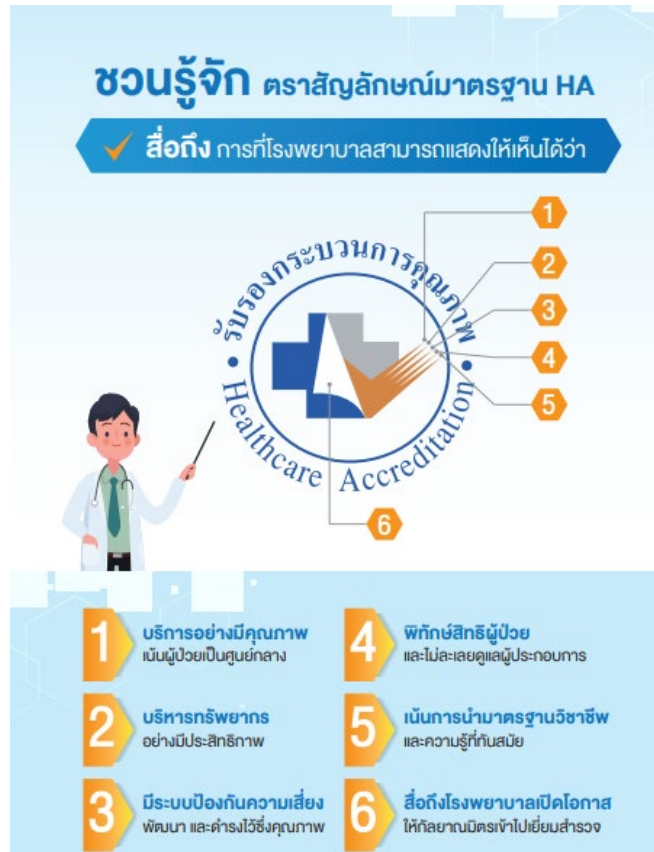 ชวนรู้จัก ตราสัญลักษณ์มาตรฐาน HA
สื่อถึง การที่โรงพยาบาลสามารถแสดงให้เห็นได้ว่า
1
2
3
4
5
6
รับรองกระบวนการคุณภาพ
• Healthcare Accreditation •
1 บริการอย่างมีคุณภาพ
เน้นผู้ป่วยเป็นศูนย์กลาง
2 บริหารทรัพยากร
อย่างมีประสิทธิภาพ
3 มีระบบป้องกันความเสี่ยง
พัฒนา และดำรงไว้ซึ่งคุณภาพ
4 พิทักษ์สิทธิผู้ป่วย
และไม่ละเลยดูแลผู้ประกอบการ
5 เน้นการนำมาตรฐานวิชาชีพ
และความรู้ที่ทันสมัย
6 สื่อถึงโรงพยาบาลเปิดโอกาส
ให้กัลยาณมิตรเข้าไปเยี่ยมสำรวจ